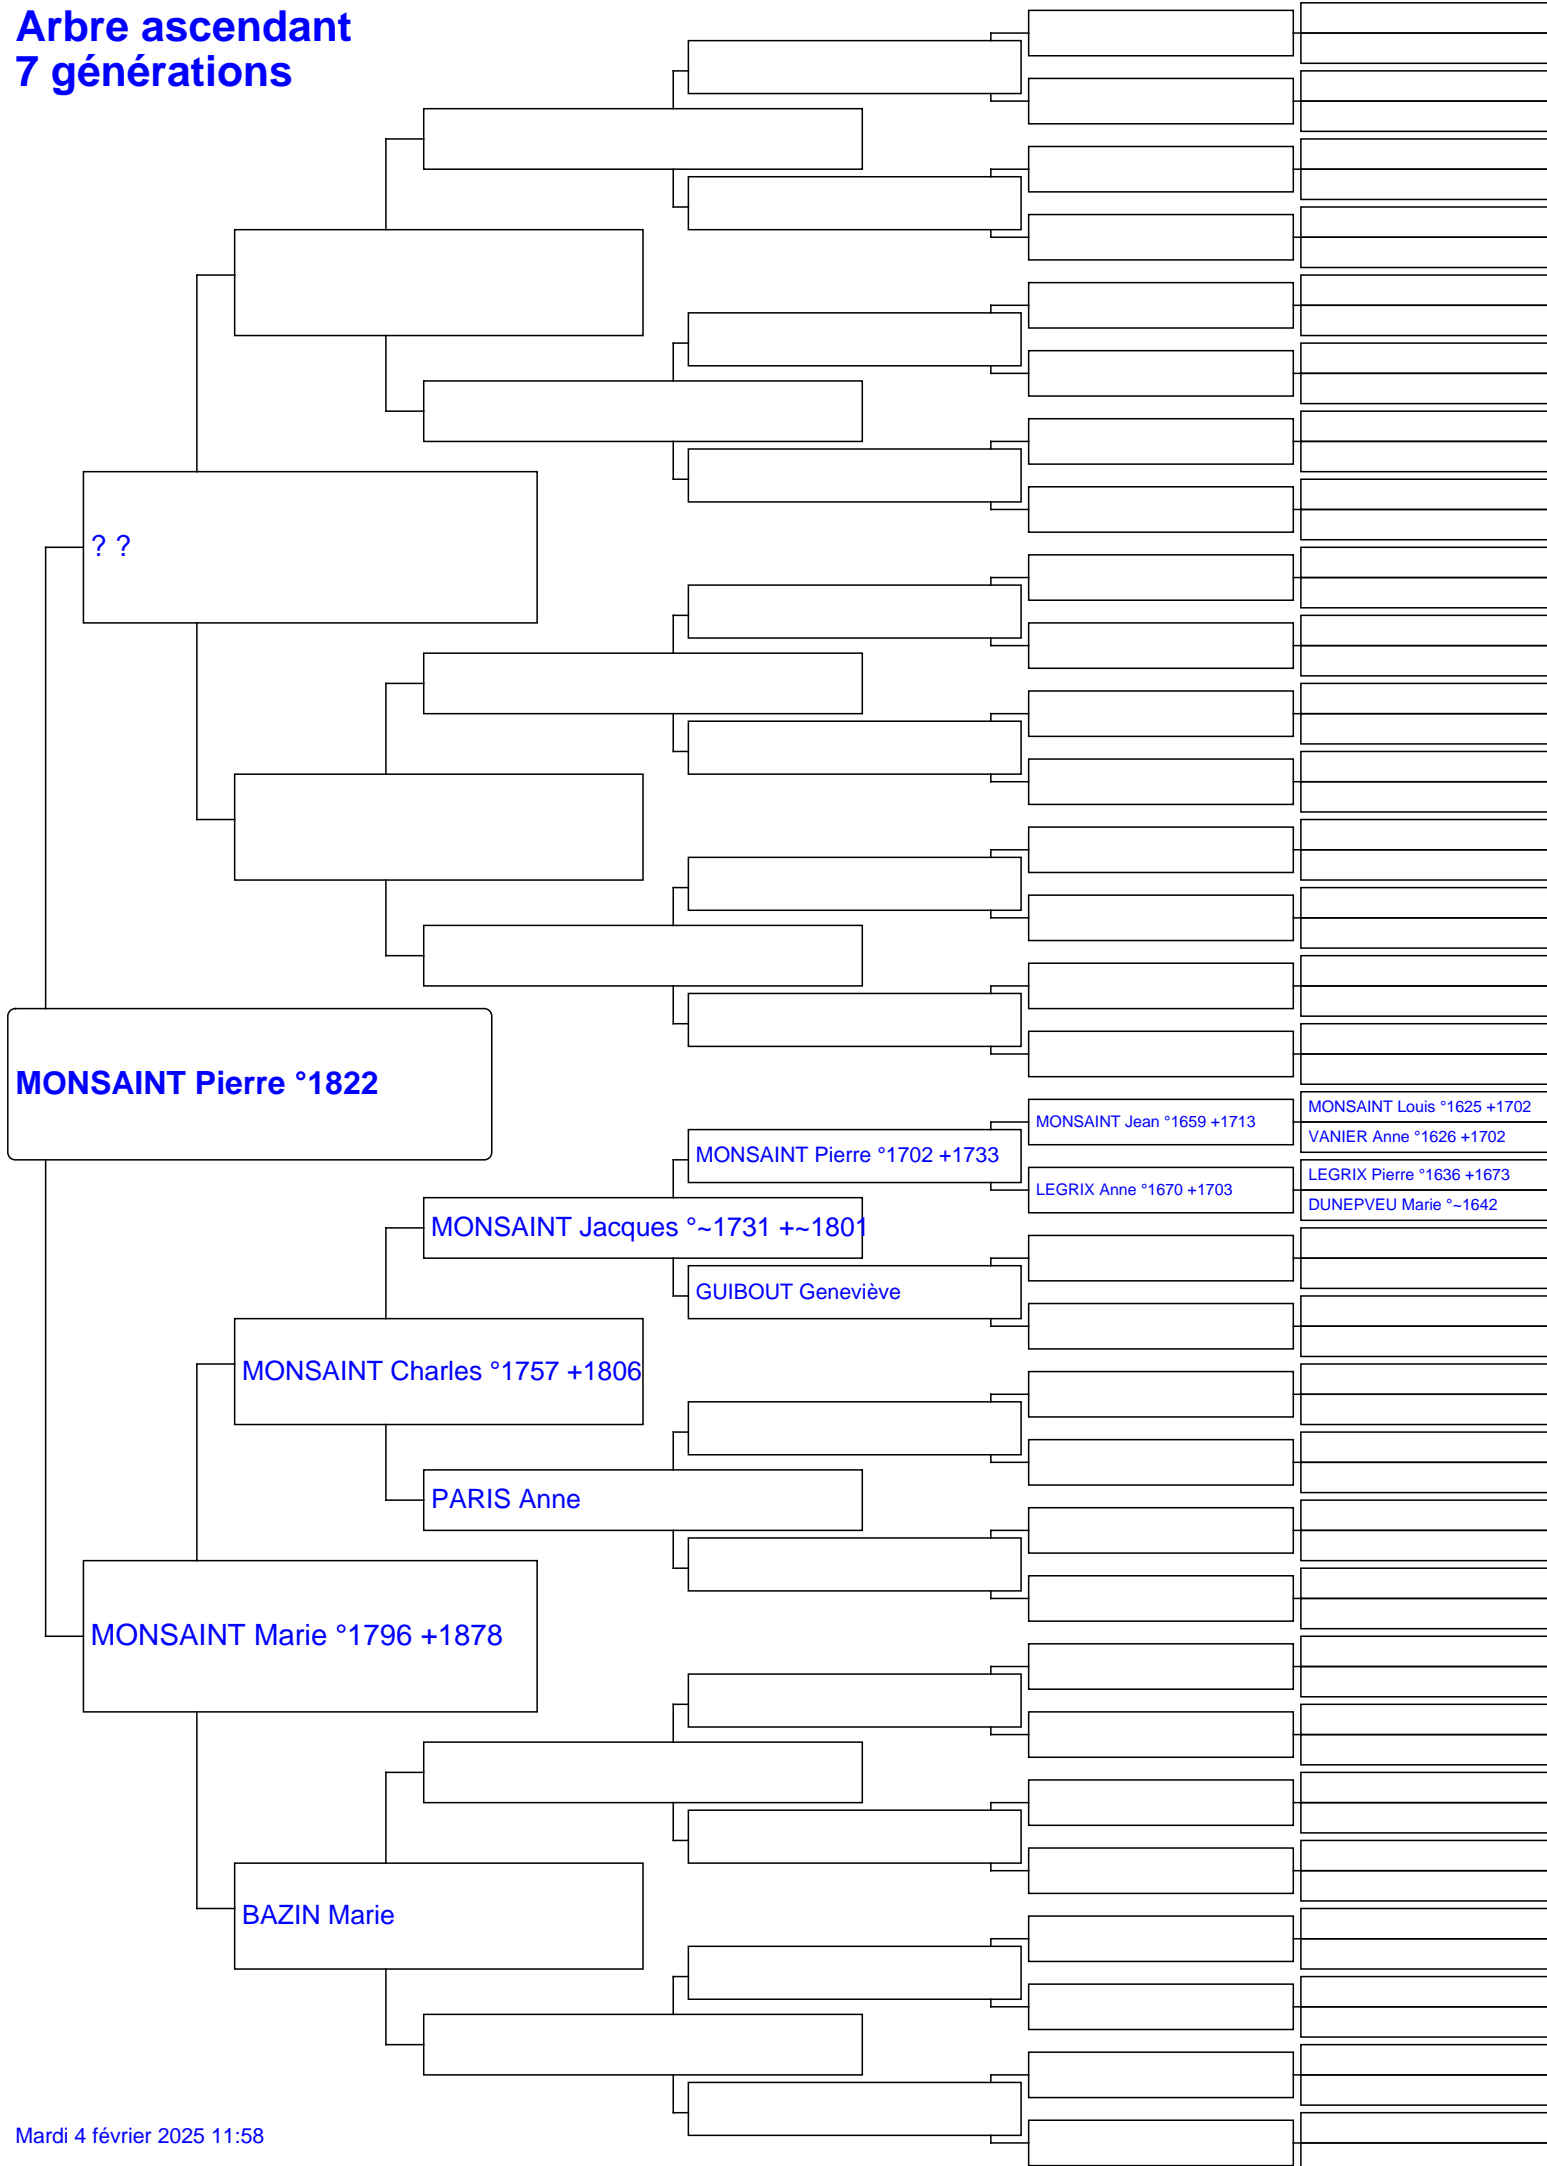 Arbre ascendant
7 générations
? ?
MONSAINT Pierre °1822
MONSAINT Louis °1625 +1702
MONSAINT Jean °1659 +1713
VANIER Anne °1626 +1702
MONSAINT Pierre °1702 +1733
LEGRIX Pierre °1636 +1673
LEGRIX Anne °1670 +1703
DUNEPVEU Marie °~1642
MONSAINT Jacques °~1731 +~1801
GUIBOUT Geneviève
MONSAINT Charles °1757 +1806
PARIS Anne
MONSAINT Marie °1796 +1878
BAZIN Marie
Mardi 4 février 2025 11:58